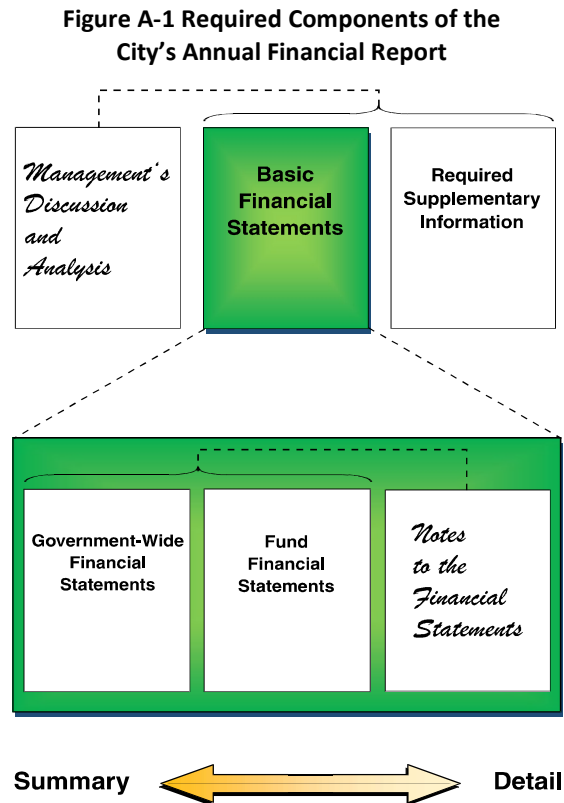 Figure A-1 Required Components of the
City's Annual Financial Report
Management's
Discussion
and
Analysis
Basic
Financial
Statements
Required
Supplementary
Information
Government-Wide
Financial
Statements
Fund
Financial
Statements
Notes
to the
Financial
Statements
Summary
Detail